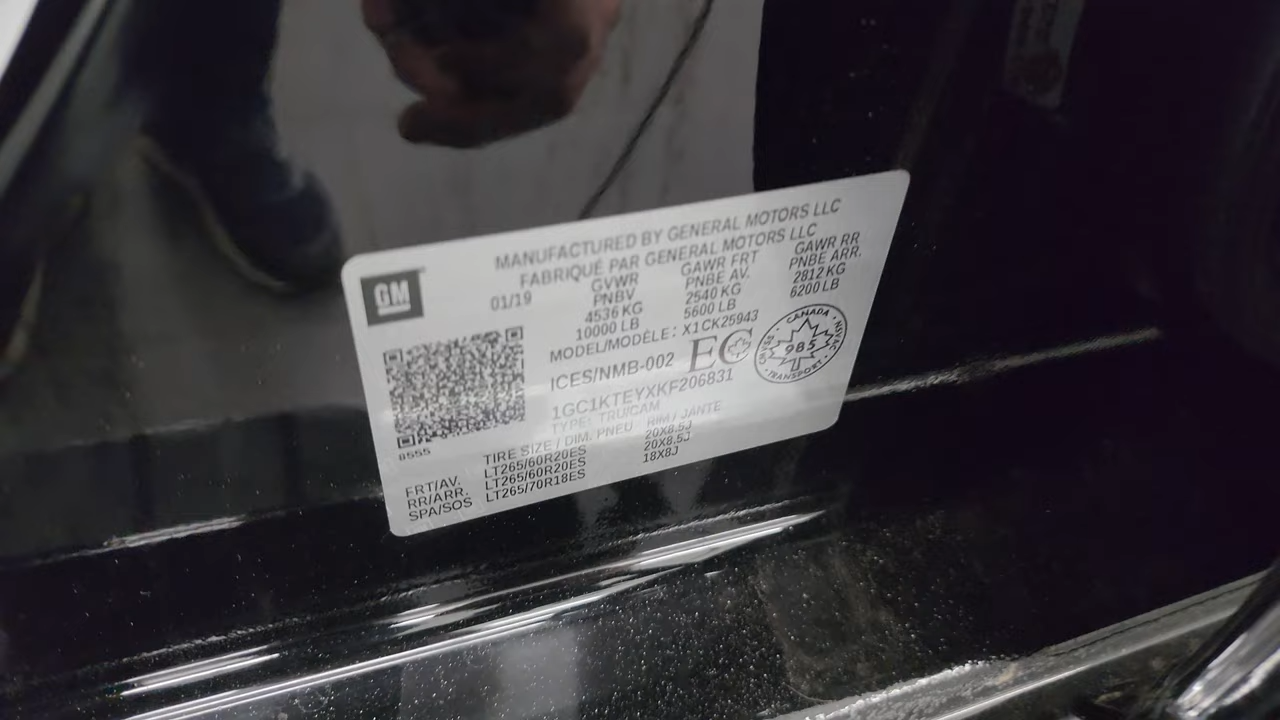 MANUFACTURED BY GENERAL MOTORS LLC
FABRIQUÉ PAR GENERAL MOTORS LLC
GM
01/19
GVWR GAWR FRT GAWR RR
PNBV PNBE AV. PNBE ARR.
4536 KG 2540 KG 2812 KG
10000 LB 5600 LB 6200 LB
MODEL/MODÈLE: X1CK25943
ICES/NMB-002 EC
CANADA
985
TRANSPORT
1GC1KTEYXKF206831
TYPE: TRU/CAM
8555
TIRE SIZE / DIM. PNEU RIM / JANTE
FRT/AV. LT265/60R20ES 20X8.5J
RR/ARR. LT265/60R20ES 20X8.5J
SPA/SOS LT265/70R18ES 18X8J